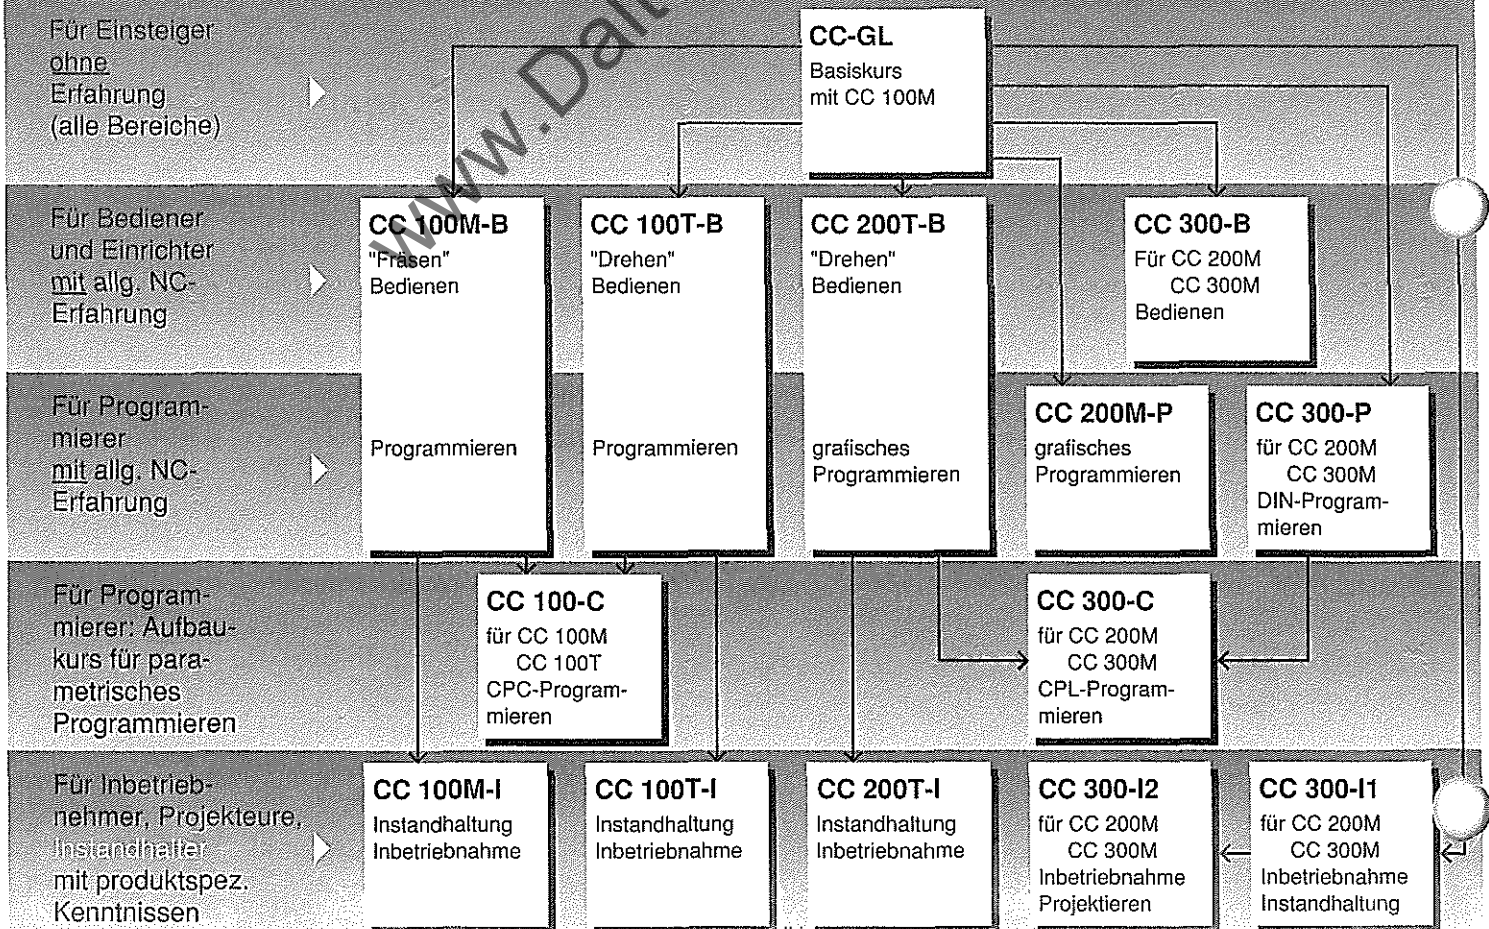 Für Einsteiger
ohne
Erfahrung
(alle Bereiche)
CC-GL
Basiskurs
mit CC 100M
www.Dalt
Für Bediener
und Einrichter
mit allg. NC-
Erfahrung
CC 100M-B
"Fräsen"
Bedienen
Programmieren
CC 100T-B
"Drehen"
Bedienen
Programmieren
CC 200T-B
"Drehen"
Bedienen
grafisches
Programmieren
CC 300-B
Für CC 200M
CC 300M
Bedienen
Für Program-
mierer
mit allg. NC-
Erfahrung
CC 200M-P
grafisches
Programmieren
CC 300-P
für CC 200M
CC 300M
DIN-Program-
mieren
Für Program-
mierer: Aufbau-
kurs für para-
metrisches
Programmieren
CC 100-C
für CC 100M
CC 100T
CPC-Program-
mieren
CC 300-C
für CC 200M
CC 300M
CPL-Program-
mieren
Für Inbetrieb-
nehmer, Projekteure,
Instandhalter
mit produktspez.
Kenntnissen
CC 100M-I
Instandhaltung
Inbetriebnahme
CC 100T-I
Instandhaltung
Inbetriebnahme
CC 200T-I
Instandhaltung
Inbetriebnahme
CC 300-I2
für CC 200M
CC 300M
Inbetriebnahme
Projektieren
CC 300-I1
für CC 200M
CC 300M
Inbetriebnahme
Instandhaltung